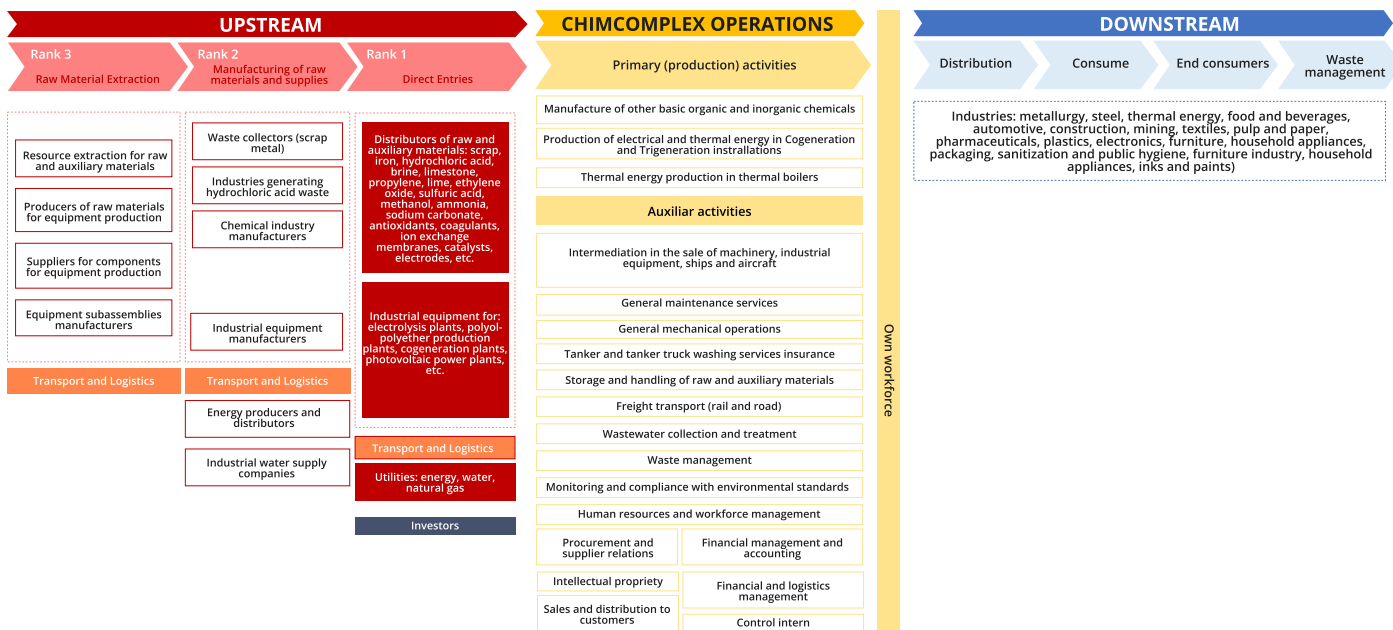 UPSTREAM
Rank 3
Raw Material Extraction
Rank 2
Manufacturing of raw
materials and supplies
Rank 1
Direct Entries
Resource extraction for raw
and auxiliary materials
Producers of raw materials
for equipment production
Suppliers for components
for equipment production
Equipment subassemblies
manufacturers
Transport and Logistics
Waste collectors (scrap
metal)
Industries generating
hydrochloric acid waste
Chemical industry
manufacturers
Industrial equipment
manufacturers
Transport and Logistics
Energy producers and
distributors
Industrial water supply
companies
Distributors of raw and
auxiliary materials: scrap,
iron, hydrochloric acid,
brine, limestone,
propylene, lime, ethylene
oxide, sulfuric acid,
methanol, ammonia,
sodium carbonate,
antioxidants, coagulants,
ion exchange
membranes, catalysts,
electrodes, etc.
Industrial equipment for:
electrolysis plants, polyol-
polyether production
plants, cogeneration plants,
photovoltaic power plants,
etc.
Transport and Logistics
Utilities: energy, water,
natural gas
Investors
CHIMCOMPLEX OPERATIONS
Primary (production) activities
Manufacture of other basic organic and inorganic chemicals
Production of electrical and thermal energy in Cogeneration
and Trigeneration instrallations
Thermal energy production in thermal boilers
Auxiliar activities
Intermediation in the sale of machinery, industrial
equipment, ships and aircraft
General maintenance services
General mechanical operations
Tanker and tanker truck washing services insurance
Storage and handling of raw and auxiliary materials
Freight transport (rail and road)
Wastewater collection and treatment
Waste management
Monitoring and compliance with environmental standards
Human resources and workforce management
Procurement and
supplier relations
Financial management and
accounting
Intellectual propriety
Financial and logistics
management
Sales and distribution to
customers
Control intern
Own workforce
DOWNSTREAM
Distribution
Consume
End consumers
Waste
management
Industries: metallurgy, steel, thermal energy, food and beverages,
automotive, construction, mining, textiles, pulp and paper,
pharmaceuticals, plastics, electronics, furniture, household appliances,
packaging, sanitization and public hygiene, furniture industry, household
appliances, inks and paints)